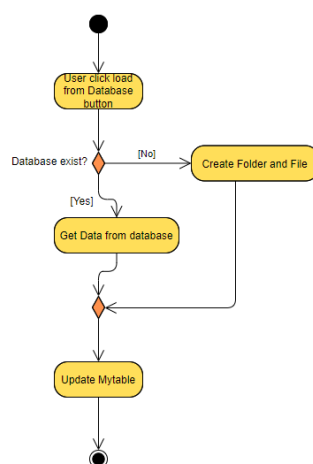 User click load
from Database
button
Database exist?
[No]
Create Folder and File
[Yes]
Get Data from database
Update Mytable